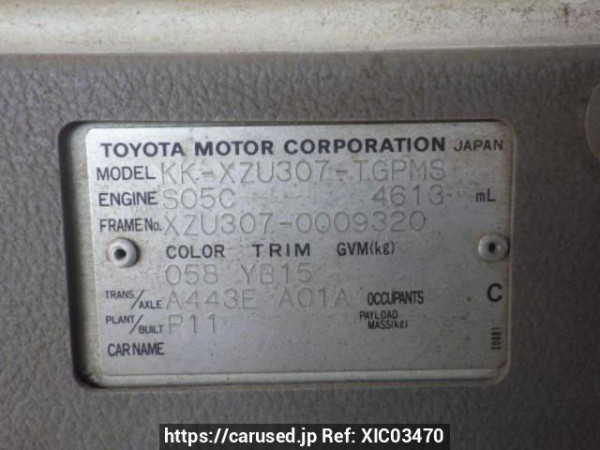 TOYOTA MOTOR CORPORATION JAPAN
MODEL KK-XZU307-TGPMS
ENGINE S05C 4613 mL
FRAME No. XZU307-0009320
COLOR TRIM GVM(kg)
058 YB15
TRANS/AXLE A443E A01A OCCUPANTS C
PLANT/BUILT P11 PAYLOAD MASS(kg)
CAR NAME
https://carused.jp Ref: XIC03470